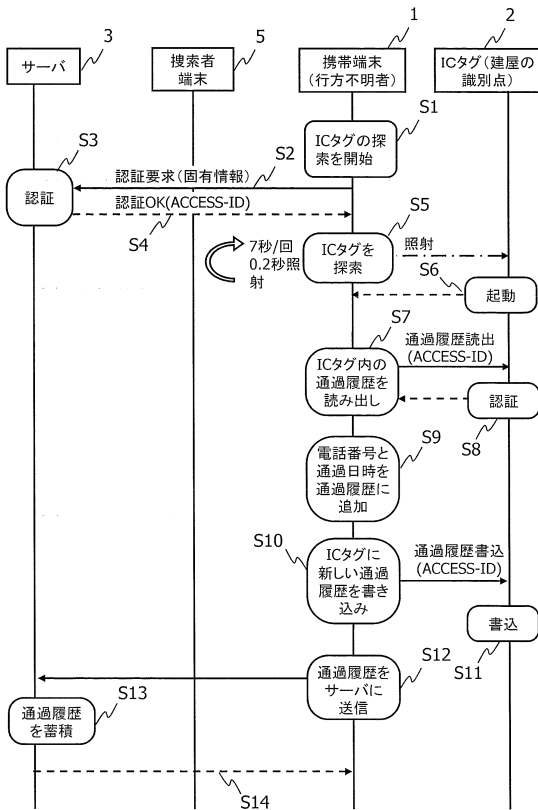 3
5
1
2
サーバ
捜索者
端末
携帯端末
(行方不明者)
ICタグ(建屋の
識別点)
S1
ICタグの探
索を開始
S3
S2
認証要求(固有情報)
認証
認証OK(ACCESS-ID)
S4
S5
7秒/回
0.2秒照
射
ICタグを
探索
照射
S6
起動
S7
通過履歴読出
(ACCESS-ID)
ICタグ内の
通過履歴を
読み出し
認証
S8
S9
電話番号と
通過日時を
通過履歴に
追加
S10
ICタグに
新しい通過
履歴を書き
込み
通過履歴書込
(ACCESS-ID)
書込
S11
S12
通過履歴を
サーバに
送信
S13
通過履歴
を蓄積
S14